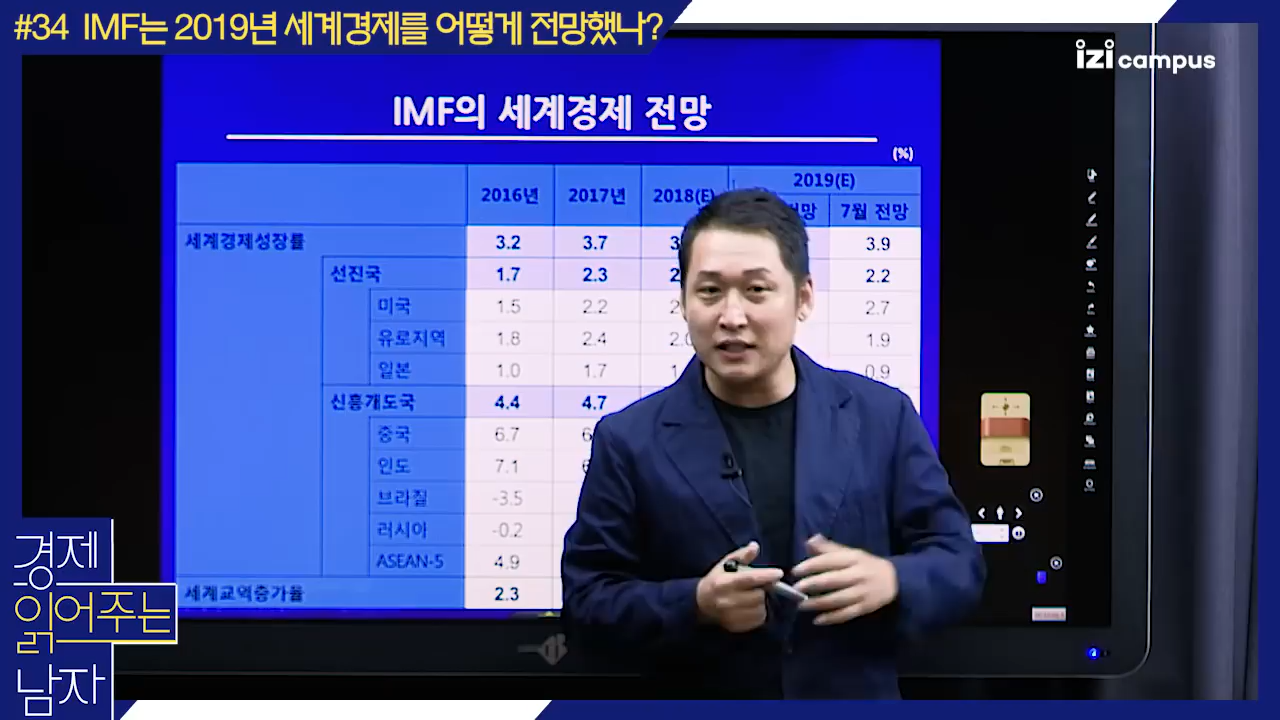 #34 IMF는 2019년 세계경제를 어떻게 전망했나?
izi campus
IMF의 세계경제 전망
(%)
2016년 2017년 2018(E) 2019(E)
전망 7월 전망
세계경제성장률 3.2 3.7 3.9
선진국 1.7 2.3 2.2
미국 1.5 2.2 2.7
유로지역 1.8 2.4 2.0 1.9
일본 1.0 1.7 0.9
신흥개도국 4.4 4.7
중국 6.7
인도 7.1
브라질 -3.5
러시아 -0.2
ASEAN-5 4.9
세계교역증가율 2.3
경제
읽어주는
남자